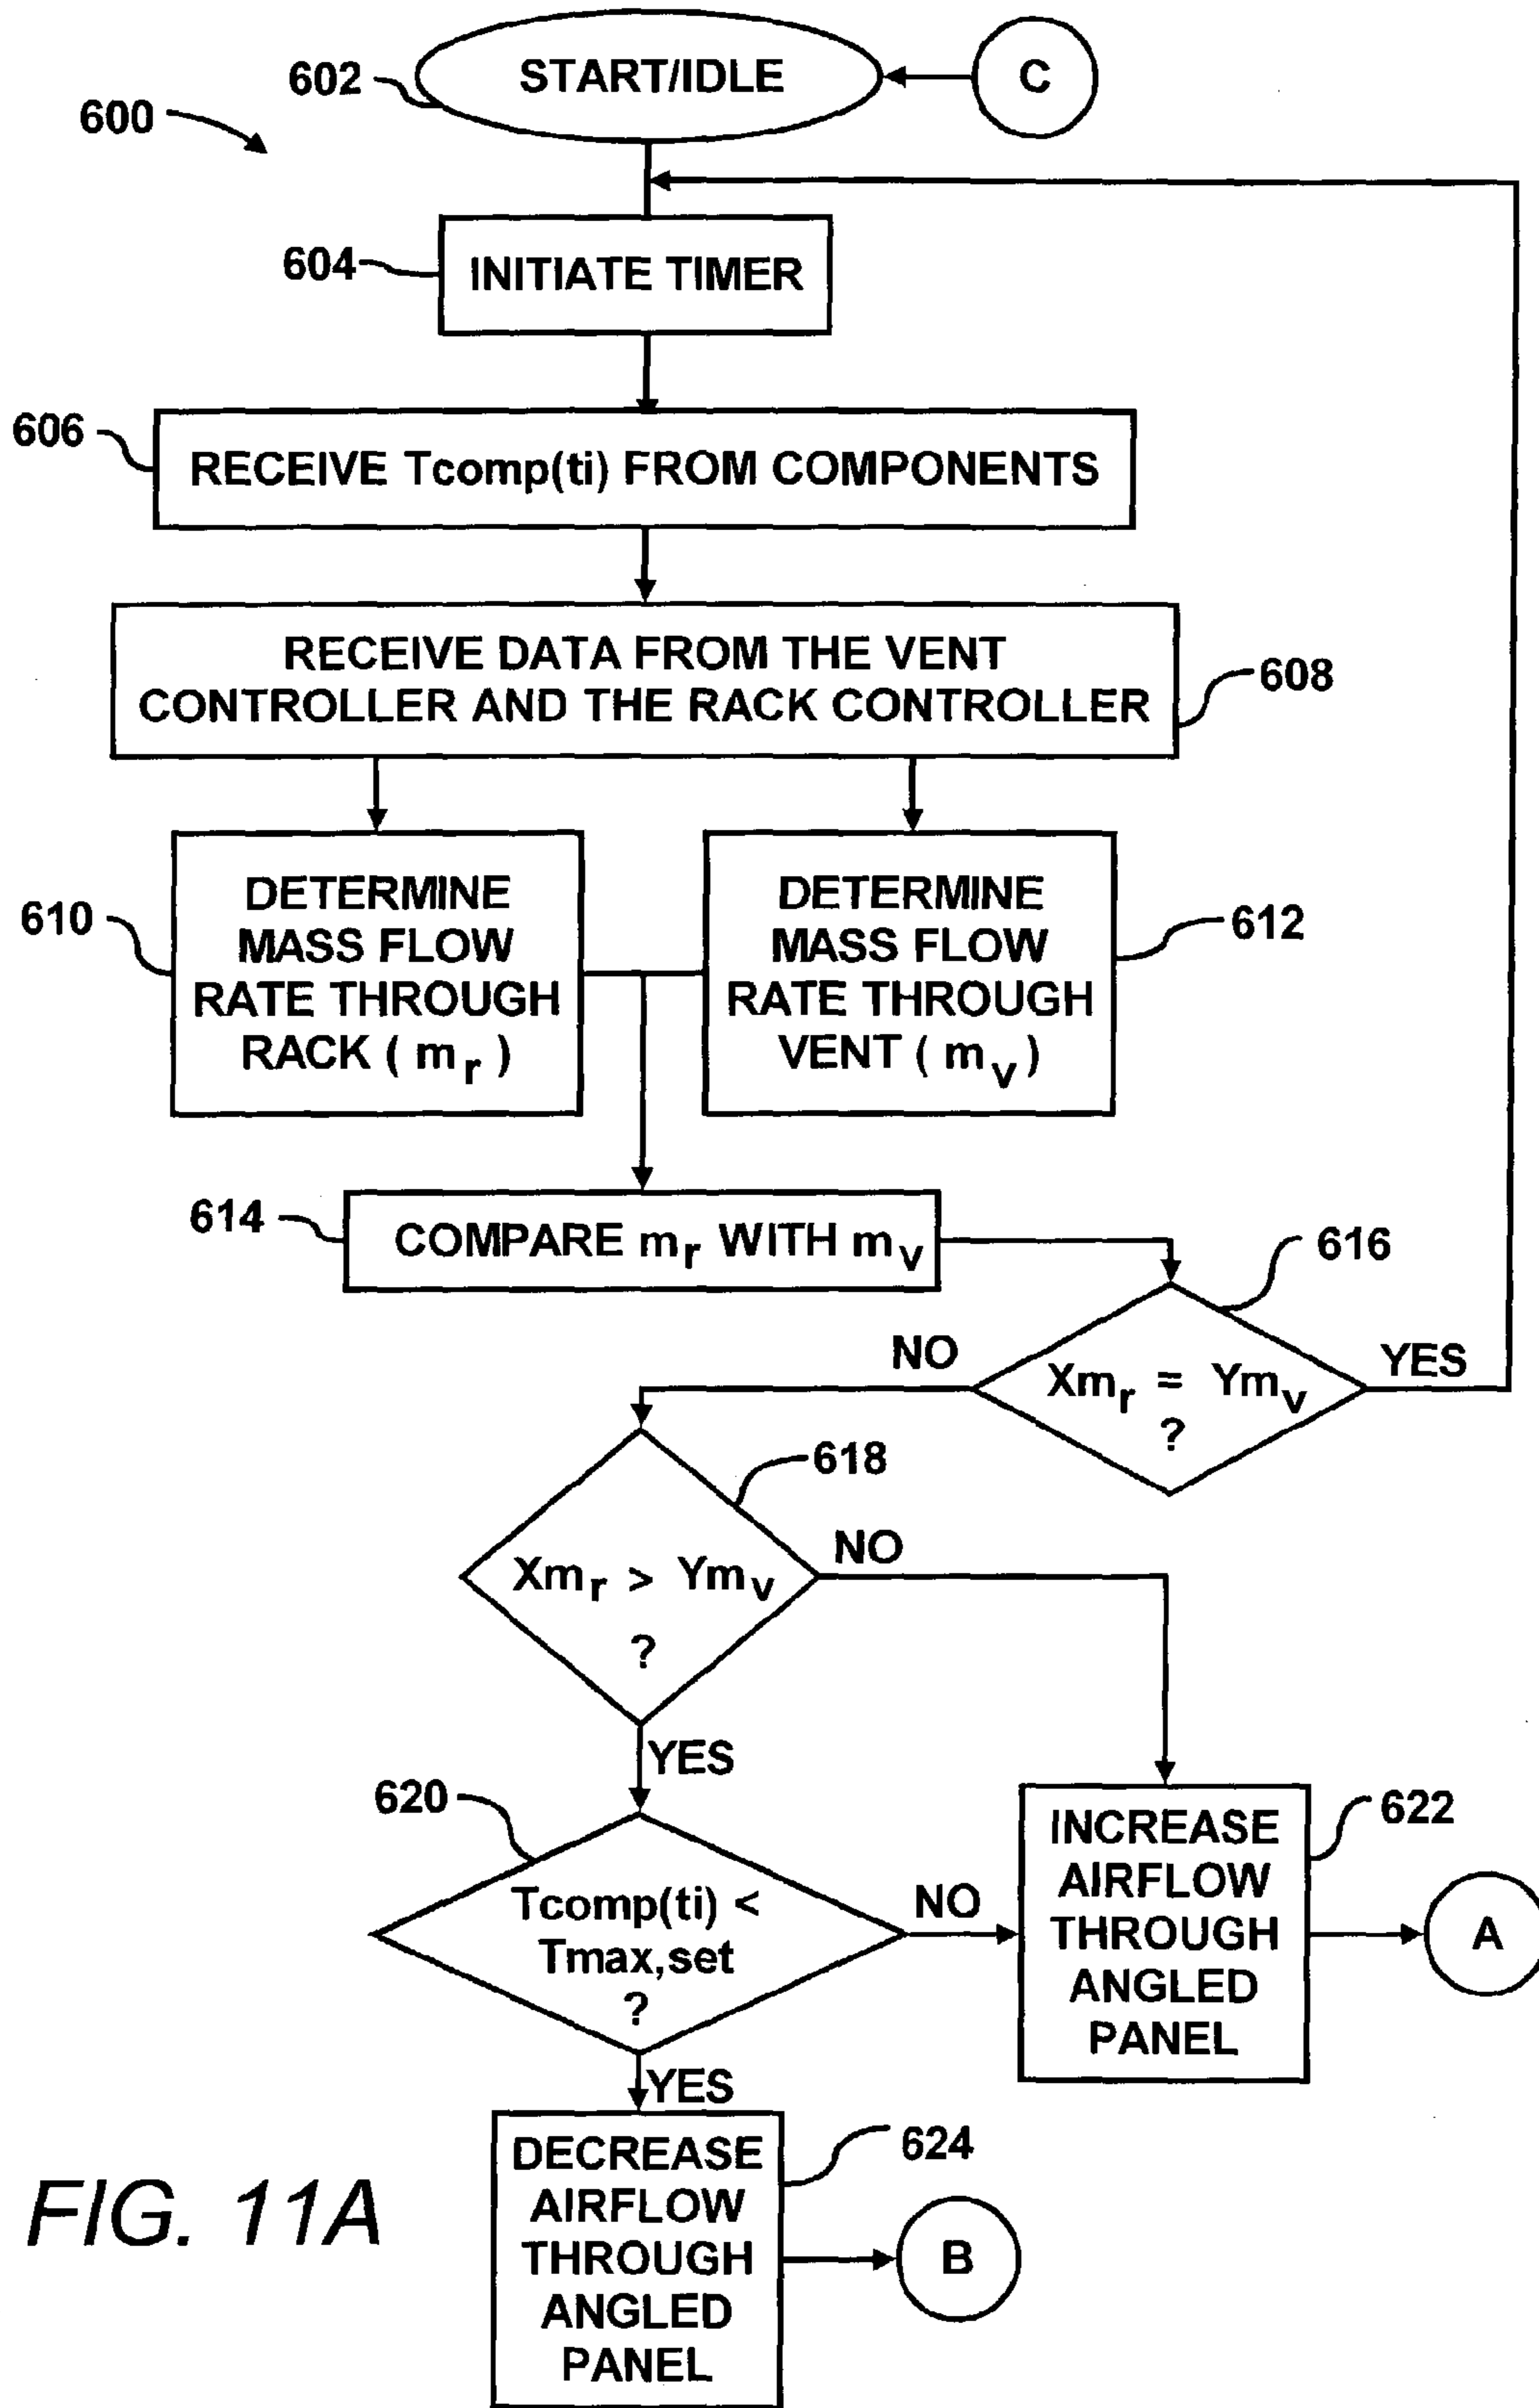 602
START/IDLE
C
600
604
INITIATE TIMER
606
RECEIVE Tcomp(ti) FROM COMPONENTS
RECEIVE DATA FROM THE VENT
CONTROLLER AND THE RACK CONTROLLER
608
610
DETERMINE
MASS FLOW
RATE THROUGH
RACK ( mr )
DETERMINE
MASS FLOW
RATE THROUGH
VENT ( mv )
612
614
COMPARE mr WITH mv
616
NO
Xmr = Ymv
?
YES
618
Xmr > Ymv
?
NO
YES
620
Tcomp(ti) <
Tmax,set
?
NO
INCREASE
AIRFLOW
THROUGH
ANGLED
PANEL
622
A
YES
DECREASE
AIRFLOW
THROUGH
ANGLED
PANEL
624
B
FIG. 11A